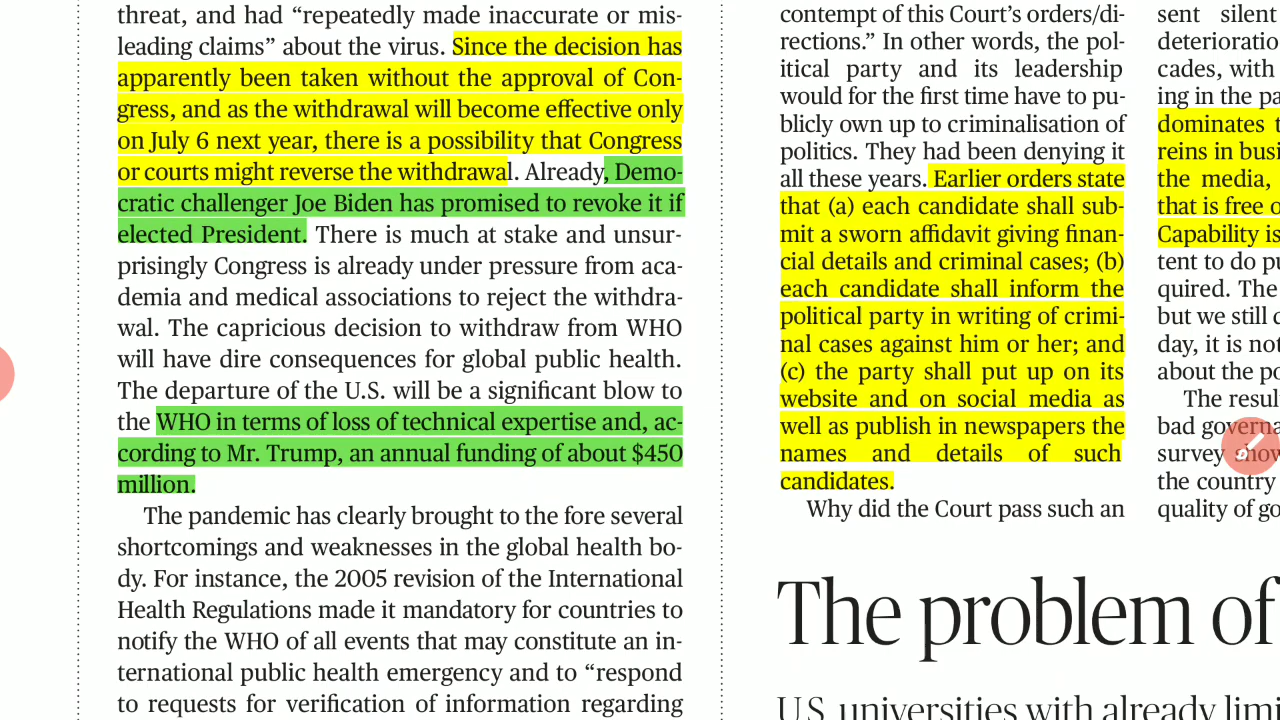 threat, and had “repeatedly made inaccurate or mis-
leading claims” about the virus. Since the decision has
apparently been taken without the approval of Con-
gress, and as the withdrawal will become effective only
on July 6 next year, there is a possibility that Congress
or courts might reverse the withdrawal. Already, Demo-
cratic challenger Joe Biden has promised to revoke it if
elected President. There is much at stake and unsur-
prisingly Congress is already under pressure from aca-
demia and medical associations to reject the withdra-
wal. The capricious decision to withdraw from WHO
will have dire consequences for global public health.
The departure of the U.S. will be a significant blow to
the WHO in terms of loss of technical expertise and, ac-
cording to Mr. Trump, an annual funding of about $450
million.
The pandemic has clearly brought to the fore several
shortcomings and weaknesses in the global health bo-
dy. For instance, the 2005 revision of the International
Health Regulations made it mandatory for countries to
notify the WHO of all events that may constitute an in-
ternational public health emergency and to “respond
to requests for verification of information regarding
contempt of this Court’s orders/di-
rections.” In other words, the pol-
itical party and its leadership
would for the first time have to pu-
blicly own up to criminalisation of
politics. They had been denying it
all these years. Earlier orders state
that (a) each candidate shall sub-
mit a sworn affidavit giving finan-
cial details and criminal cases; (b)
each candidate shall inform the
political party in writing of crimi-
nal cases against him or her; and
(c) the party shall put up on its
website and on social media as
well as publish in newspapers the
names and details of such
candidates.
Why did the Court pass such an
sent silent
deterioratio
cades, with
ing in the pa
dominates t
reins in busi
the media,
that is free o
Capability is
tent to do pu
quired. The
but we still c
day, it is not
about the po
The result
bad governa
survey show
the country
quality of go
The problem of
U.S. universities with already limi